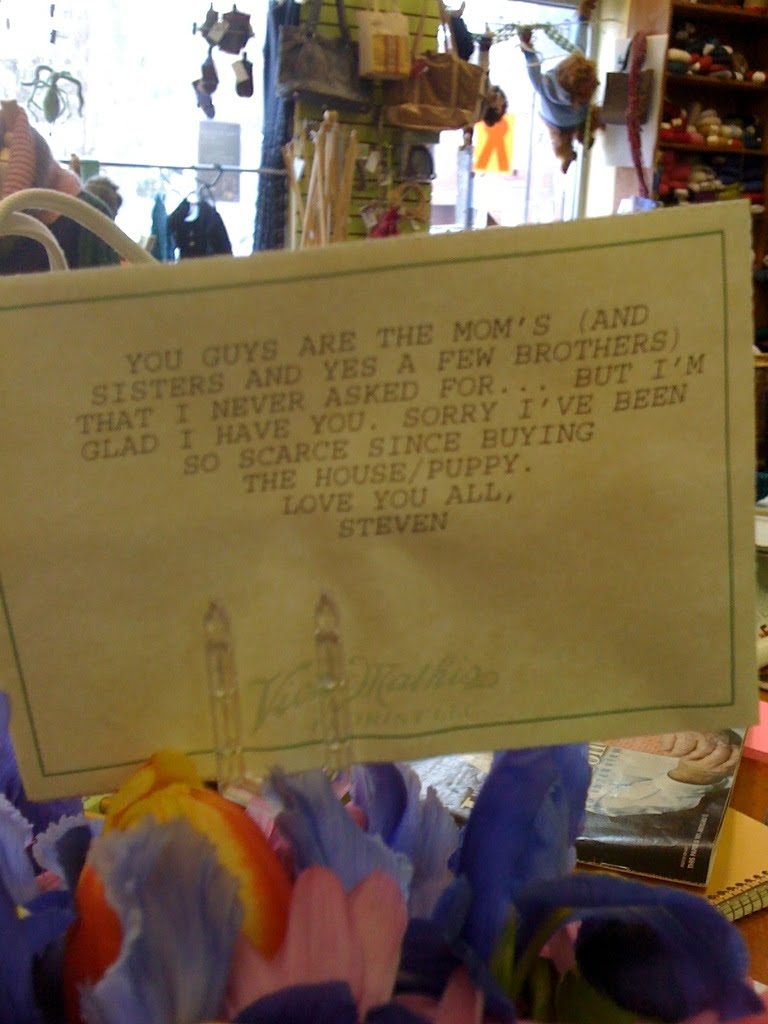 YOU GUYS ARE THE MOM'S (AND
SISTERS AND YES A FEW BROTHERS)
THAT I NEVER ASKED FOR... BUT I'M
GLAD I HAVE YOU. SORRY I'VE BEEN
SO SCARCE SINCE BUYING
THE HOUSE/PUPPY.
LOVE YOU ALL,
STEVEN
Mathis